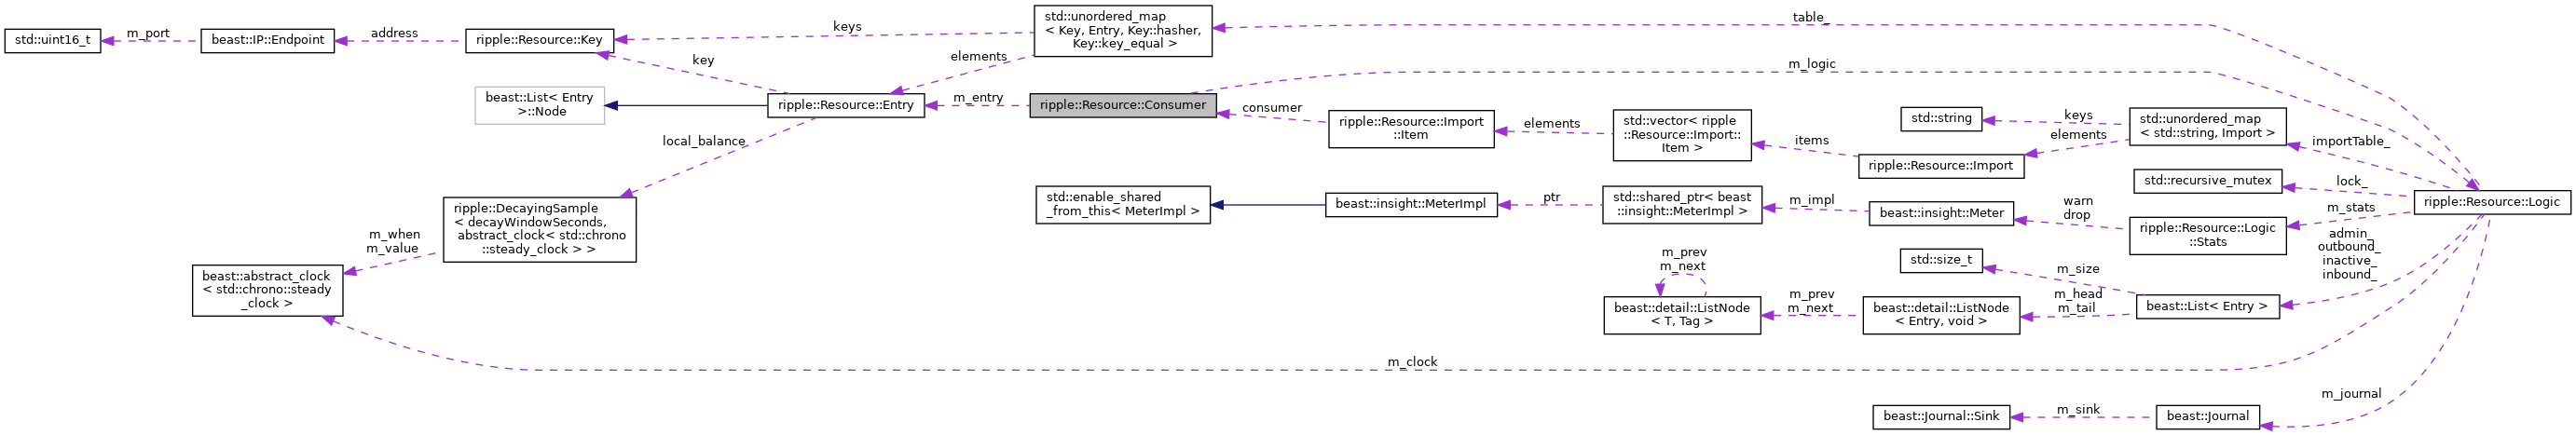 std::uint16_t
m_port
beast::IP::Endpoint
address
ripple::Resource::Key
keys
std::unordered_map
< Key, Entry, Key::hasher,
Key::key_equal >
table_
key
elements
m_logic
beast::List< Entry
>::Node
ripple::Resource::Entry
m_entry
ripple::Resource::Consumer
consumer
ripple::Resource::Import
::Item
elements
std::vector< ripple
::Resource::Import::
Item >
items
std::string
keys
elements
ripple::Resource::Import
std::unordered_map
< std::string, Import >
importTable_
local_balance
std::enable_shared
_from_this< MeterImpl >
beast::insight::MeterImpl
ptr
std::shared_ptr< beast
::insight::MeterImpl >
m_impl
beast::insight::Meter
warn
drop
std::recursive_mutex
lock_
ripple::Resource::Logic
::Stats
m_stats
ripple::Resource::Logic
ripple::DecayingSample
< decayWindowSeconds,
abstract_clock< std::chrono
::steady_clock > >
m_when
m_value
beast::abstract_clock
< std::chrono::steady
_clock >
m_prev
m_next
beast::detail::ListNode
< T, Tag >
m_prev
m_next
beast::detail::ListNode
< Entry, void >
std::size_t
m_size
m_head
m_tail
beast::List< Entry >
admin_
outbound_
inactive_
inbound_
m_clock
m_journal
beast::Journal::Sink
m_sink
beast::Journal